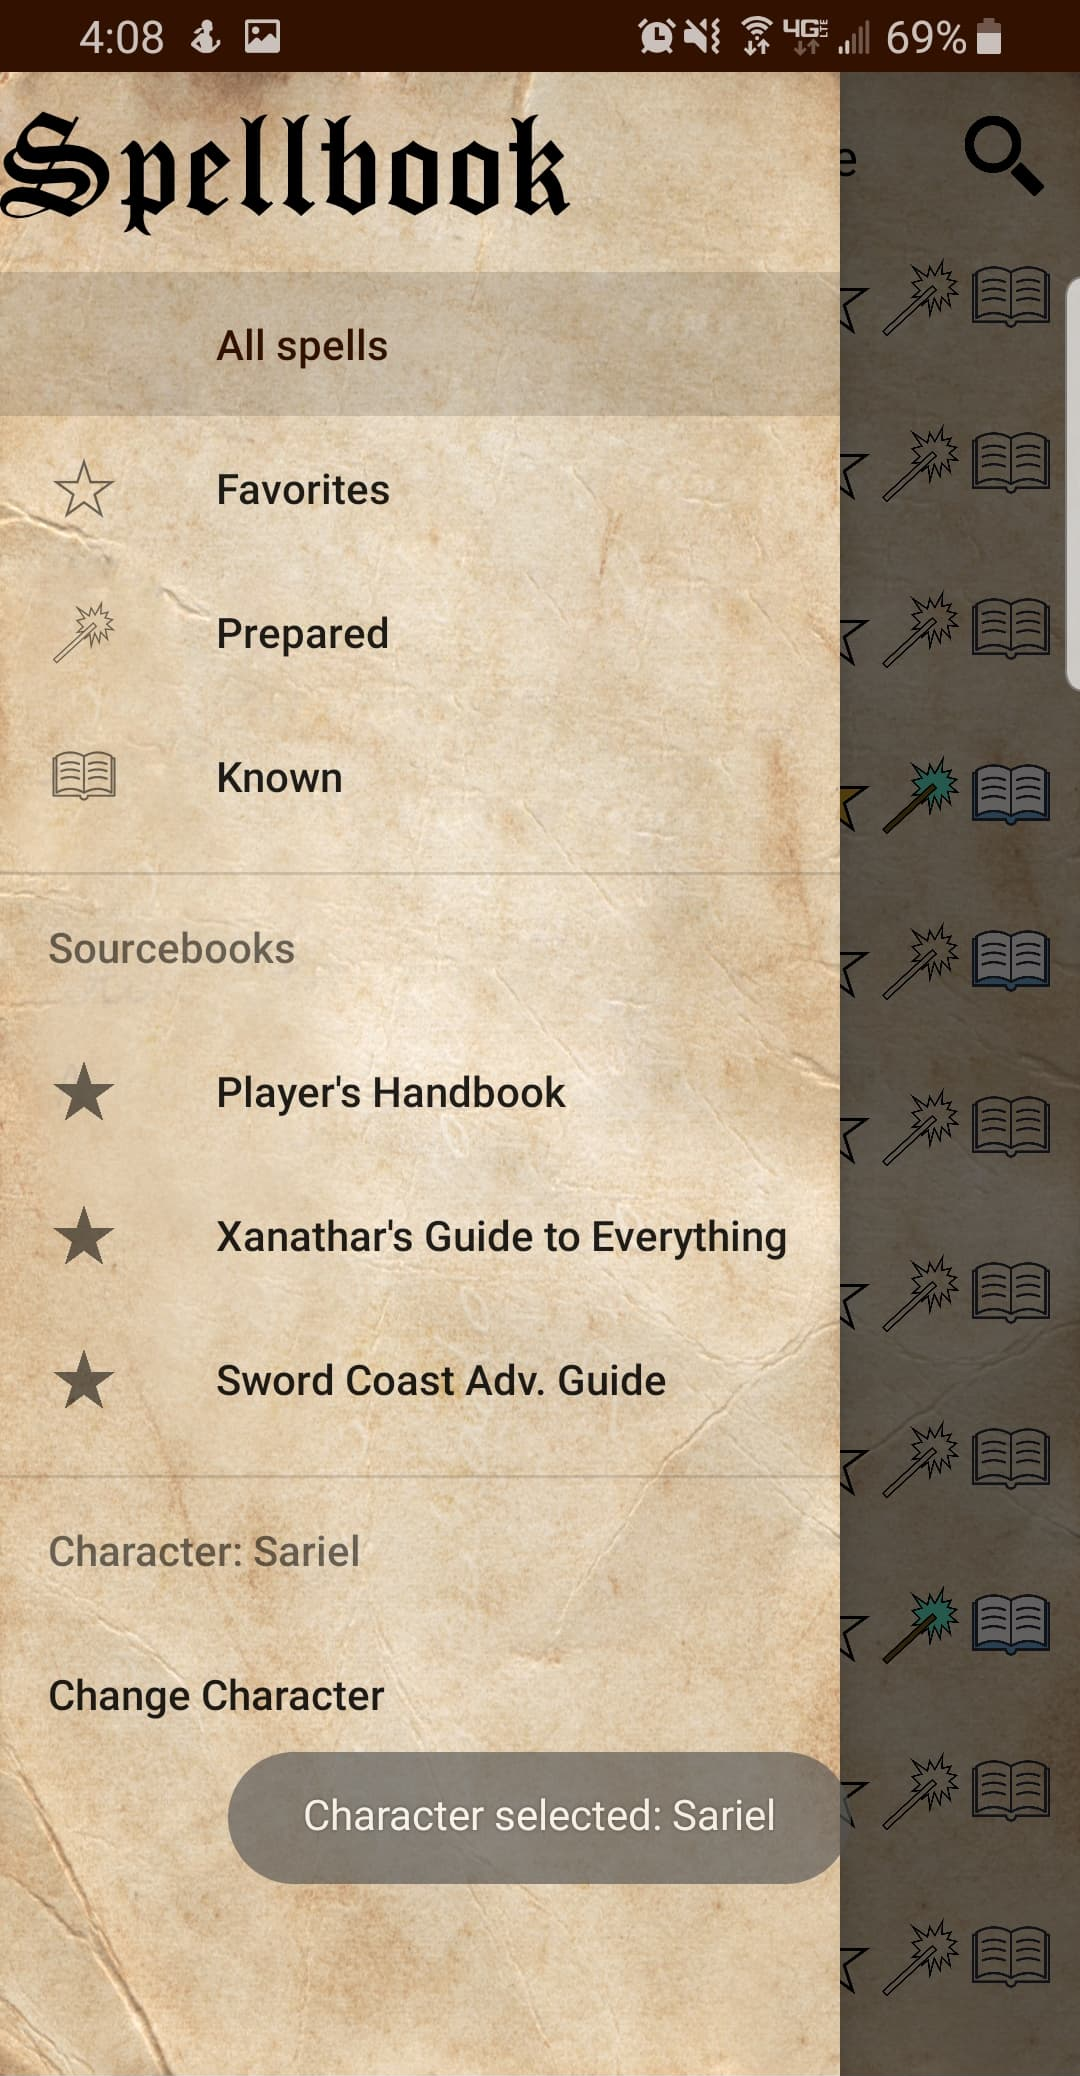 4:08
4G LTE 69%
Spellbook
e
All spells
Favorites
Prepared
Known
Sourcebooks
Player's Handbook
Xanathar's Guide to Everything
Sword Coast Adv. Guide
Character: Sariel
Change Character
Character selected: Sariel